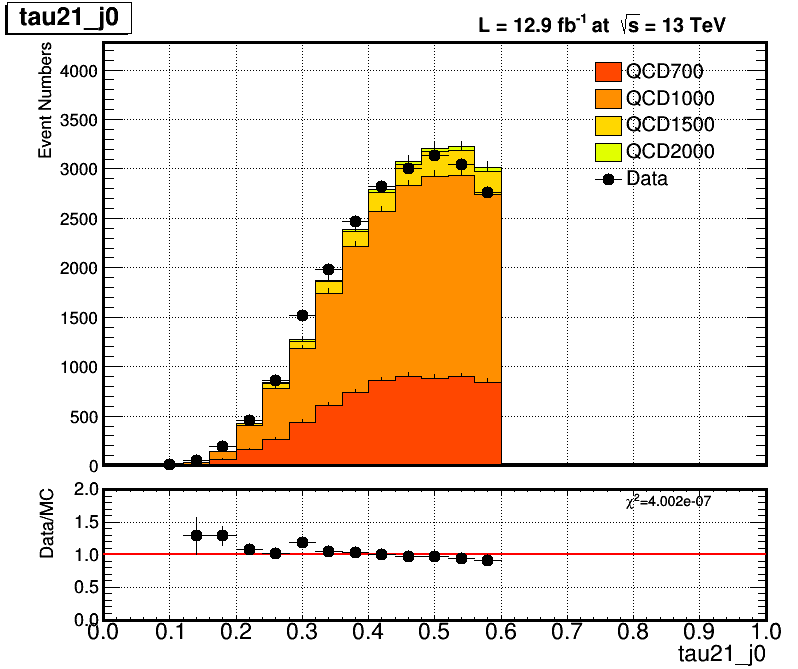 tau21_j0
L = 12.9 fb⁻¹ at √s = 13 TeV
Event Numbers
4000
3500
3000
2500
2000
1500
1000
500
0
QCD700
QCD1000
QCD1500
QCD2000
Data
Data/MC
2.0
1.5
1.0
0.5
0.0
χ²=4.002e-07
0.0 0.1 0.2 0.3 0.4 0.5 0.6 0.7 0.8 0.9 1.0
tau21_j0